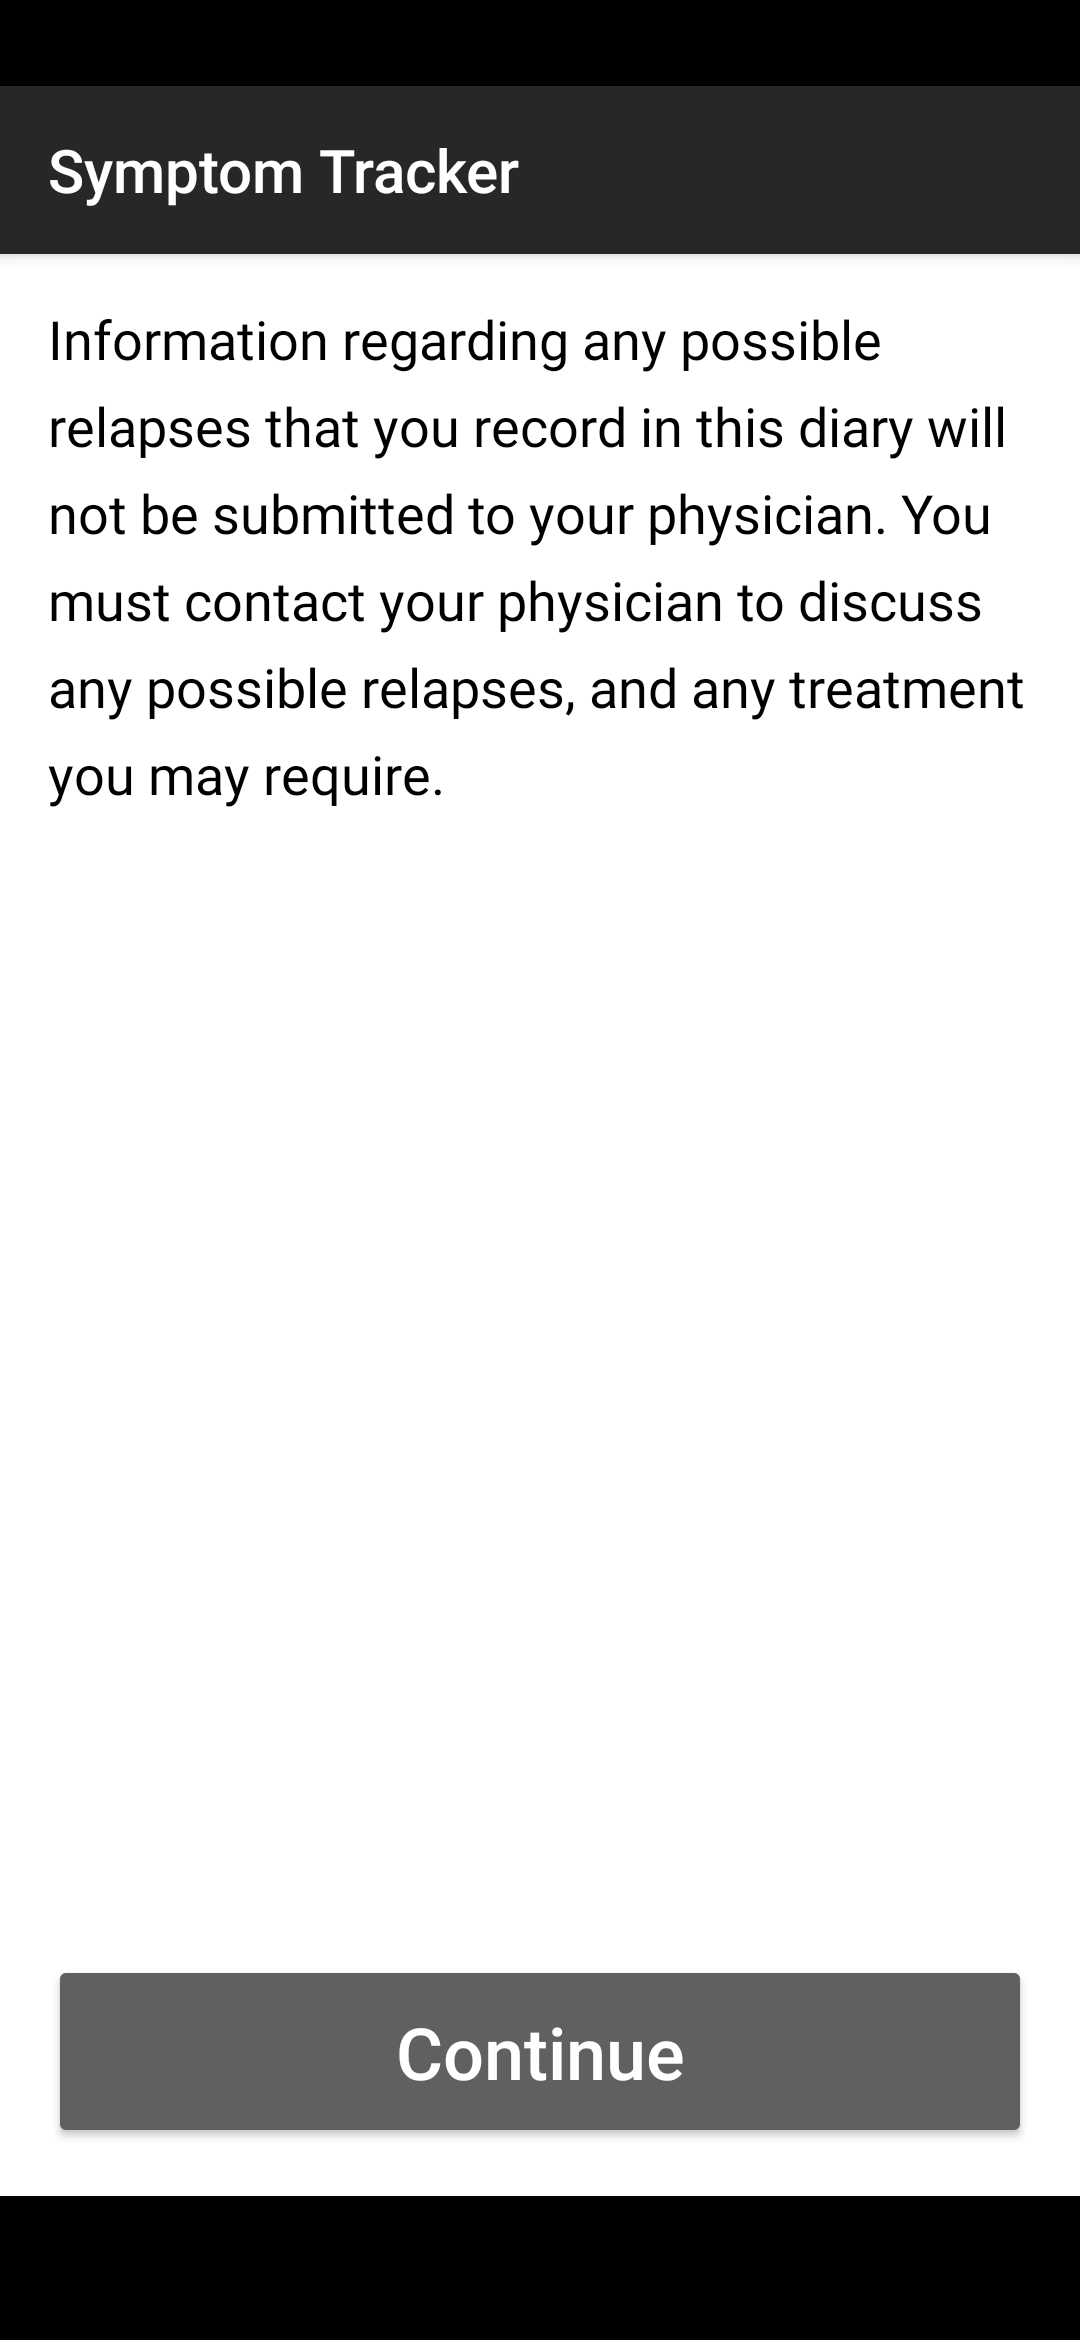 Symptom Tracker
Information regarding any possible
relapses that you record in this diary will
not be submitted to your physician. You
must contact your physician to discuss
any possible relapses, and any treatment
you may require.
Continue